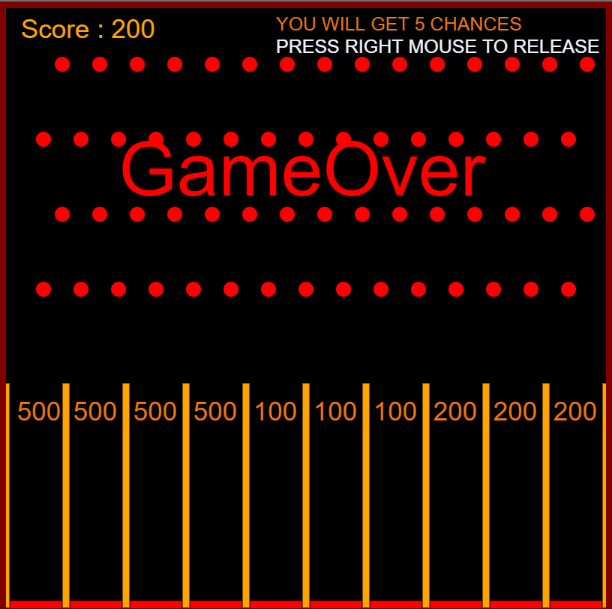 Score : 200
YOU WILL GET 5 CHANCES
PRESS RIGHT MOUSE TO RELEASE
GameOver
500 500 500 500 100 100 100 200 200 200